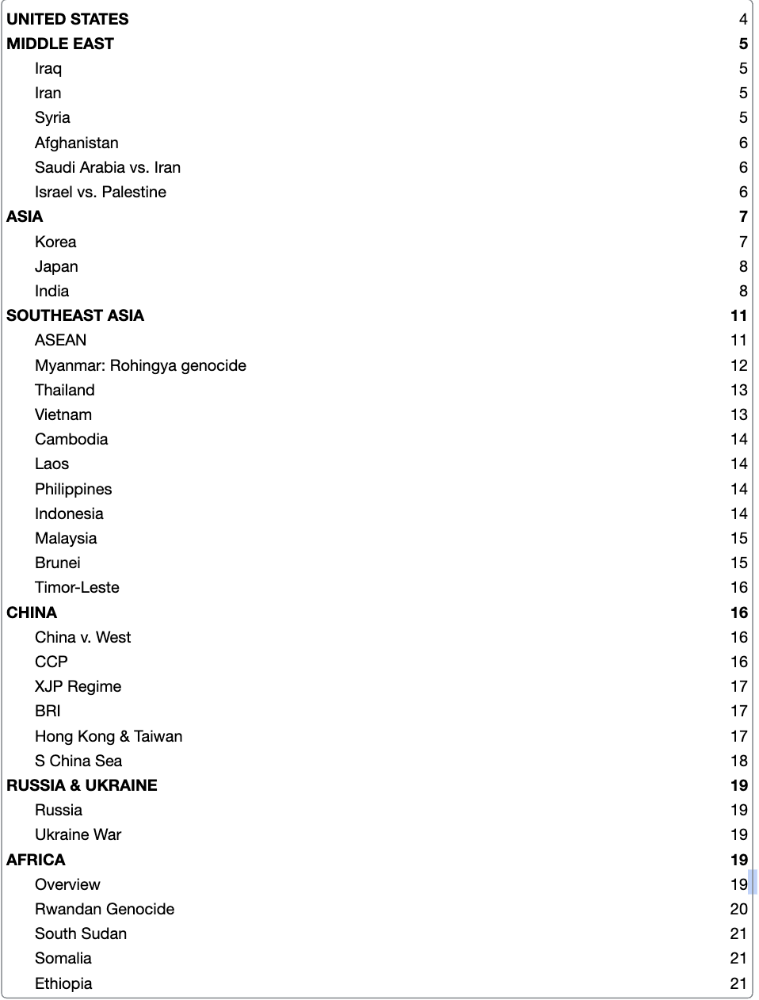 UNITED STATES 4
MIDDLE EAST 5
Iraq 5
Iran 5
Syria 5
Afghanistan 6
Saudi Arabia vs. Iran 6
Israel vs. Palestine 6
ASIA 7
Korea 7
Japan 8
India 8
SOUTHEAST ASIA 11
ASEAN 11
Myanmar: Rohingya genocide 12
Thailand 13
Vietnam 13
Cambodia 14
Laos 14
Philippines 14
Indonesia 14
Malaysia 15
Brunei 15
Timor-Leste 16
CHINA 16
China v. West 16
CCP 16
XJP Regime 17
BRI 17
Hong Kong & Taiwan 17
S China Sea 18
RUSSIA & UKRAINE 19
Russia 19
Ukraine War 19
AFRICA 19
Overview 19
Rwandan Genocide 20
South Sudan 21
Somalia 21
Ethiopia 21